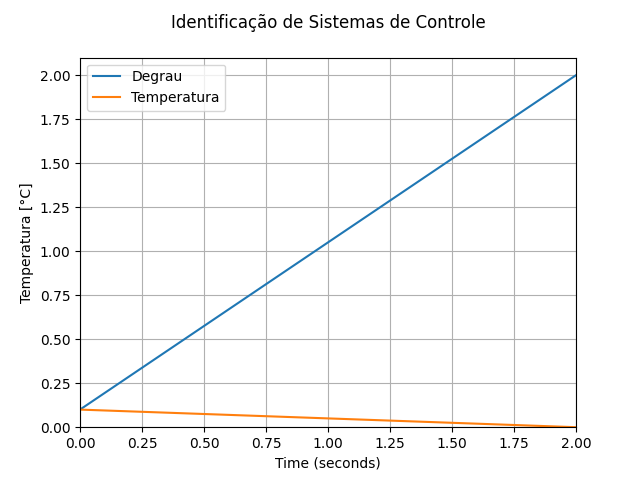 Identificação de Sistemas de Controle
Degrau
Temperatura
Temperatura [°C]
2.00
1.75
1.50
1.25
1.00
0.75
0.50
0.25
0.00
0.00 0.25 0.50 0.75 1.00 1.25 1.50 1.75 2.00
Time (seconds)